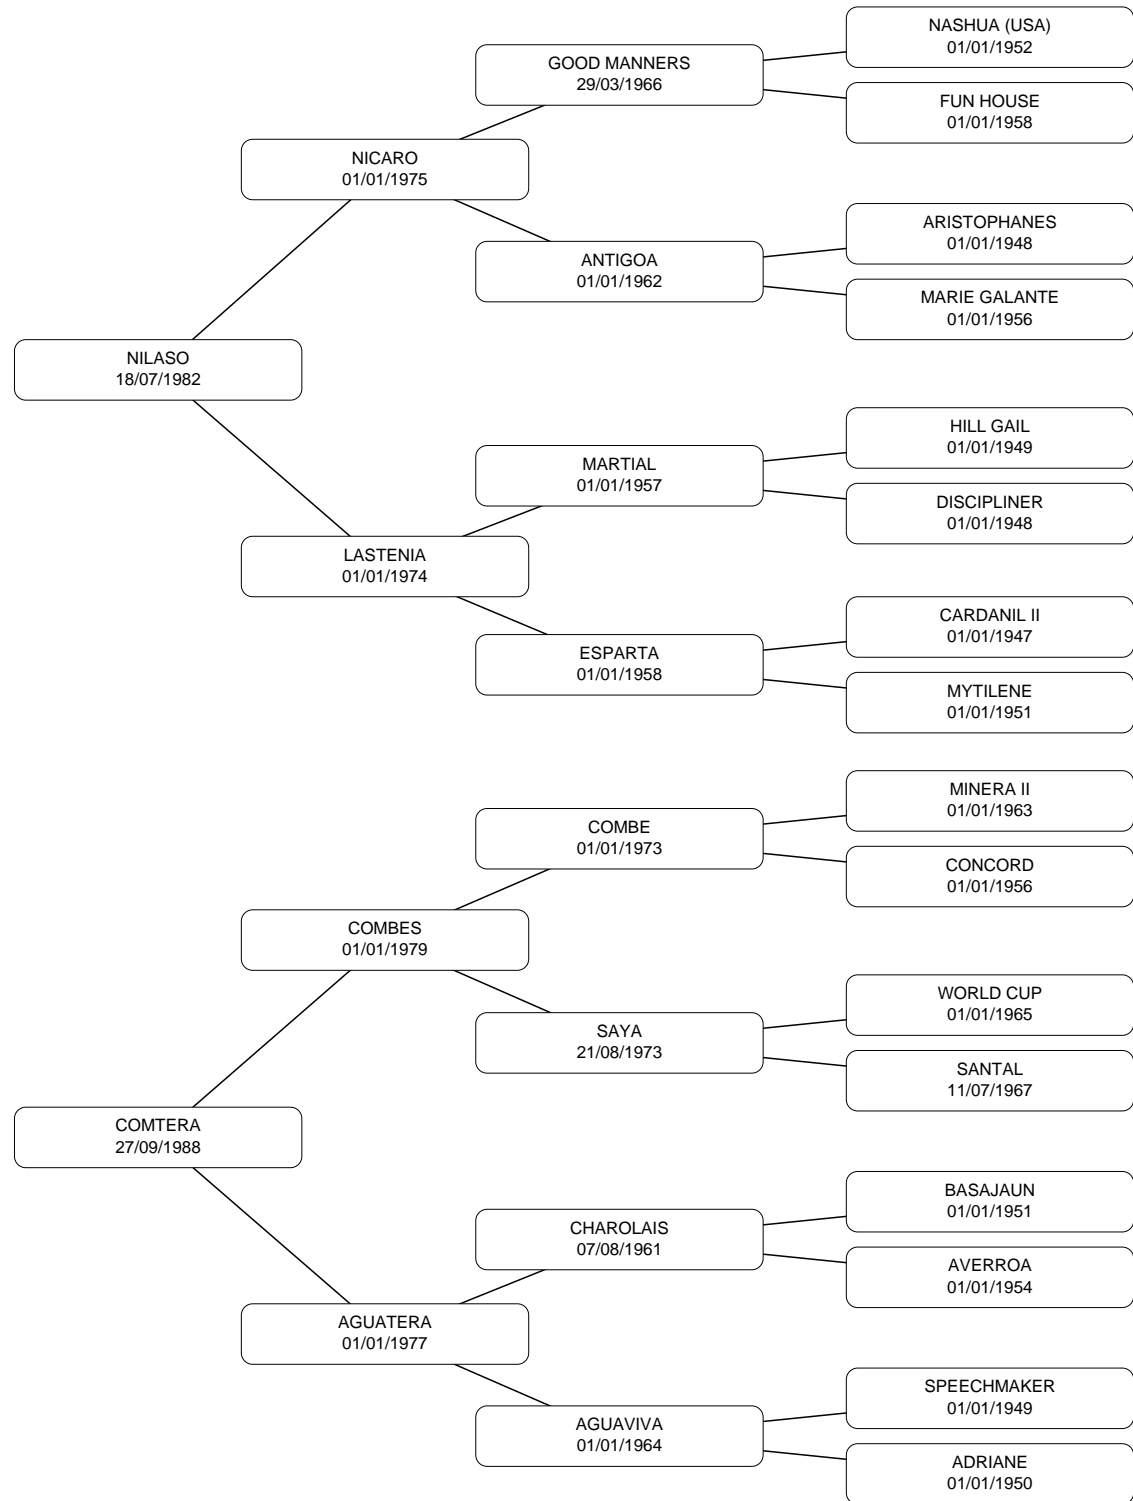 NASHUA (USA)
01/01/1952
GOOD MANNERS
29/03/1966
FUN HOUSE
01/01/1958
NICARO
01/01/1975
ARISTOPHANES
01/01/1948
ANTIGOA
01/01/1962
MARIE GALANTE
01/01/1956
NILASO
18/07/1982
HILL GAIL
01/01/1949
MARTIAL
01/01/1957
DISCIPLINER
01/01/1948
LASTENIA
01/01/1974
CARDANIL II
01/01/1947
ESPARTA
01/01/1958
MYTILENE
01/01/1951
MINERA II
01/01/1963
COMBE
01/01/1973
CONCORD
01/01/1956
COMBES
01/01/1979
WORLD CUP
01/01/1965
SAYA
21/08/1973
SANTAL
11/07/1967
COMTERA
27/09/1988
BASAJAUN
01/01/1951
CHAROLAIS
07/08/1961
AVERROA
01/01/1954
AGUATERA
01/01/1977
SPEECHMAKER
01/01/1949
AGUAVIVA
01/01/1964
ADRIANE
01/01/1950